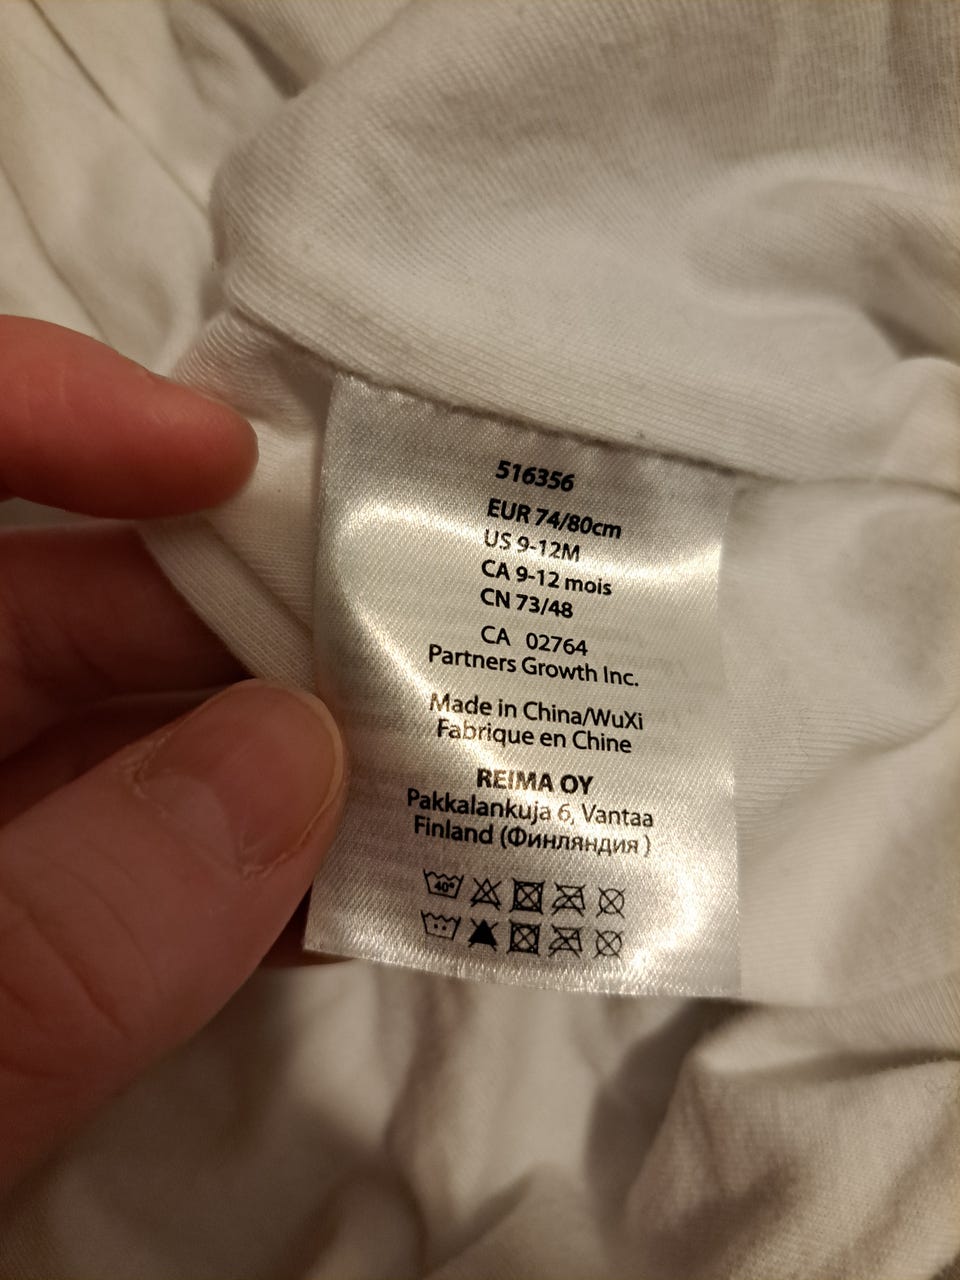 516356
EUR 74/80cm
US 9-12M
CA 9-12 mois
CN 73/48
CA 02764
Partners Growth Inc.
Made in China/WuXi
Fabrique en Chine
REIMA OY
Pakkalankuja 6, Vantaa
Finland (Финляндия )
40°